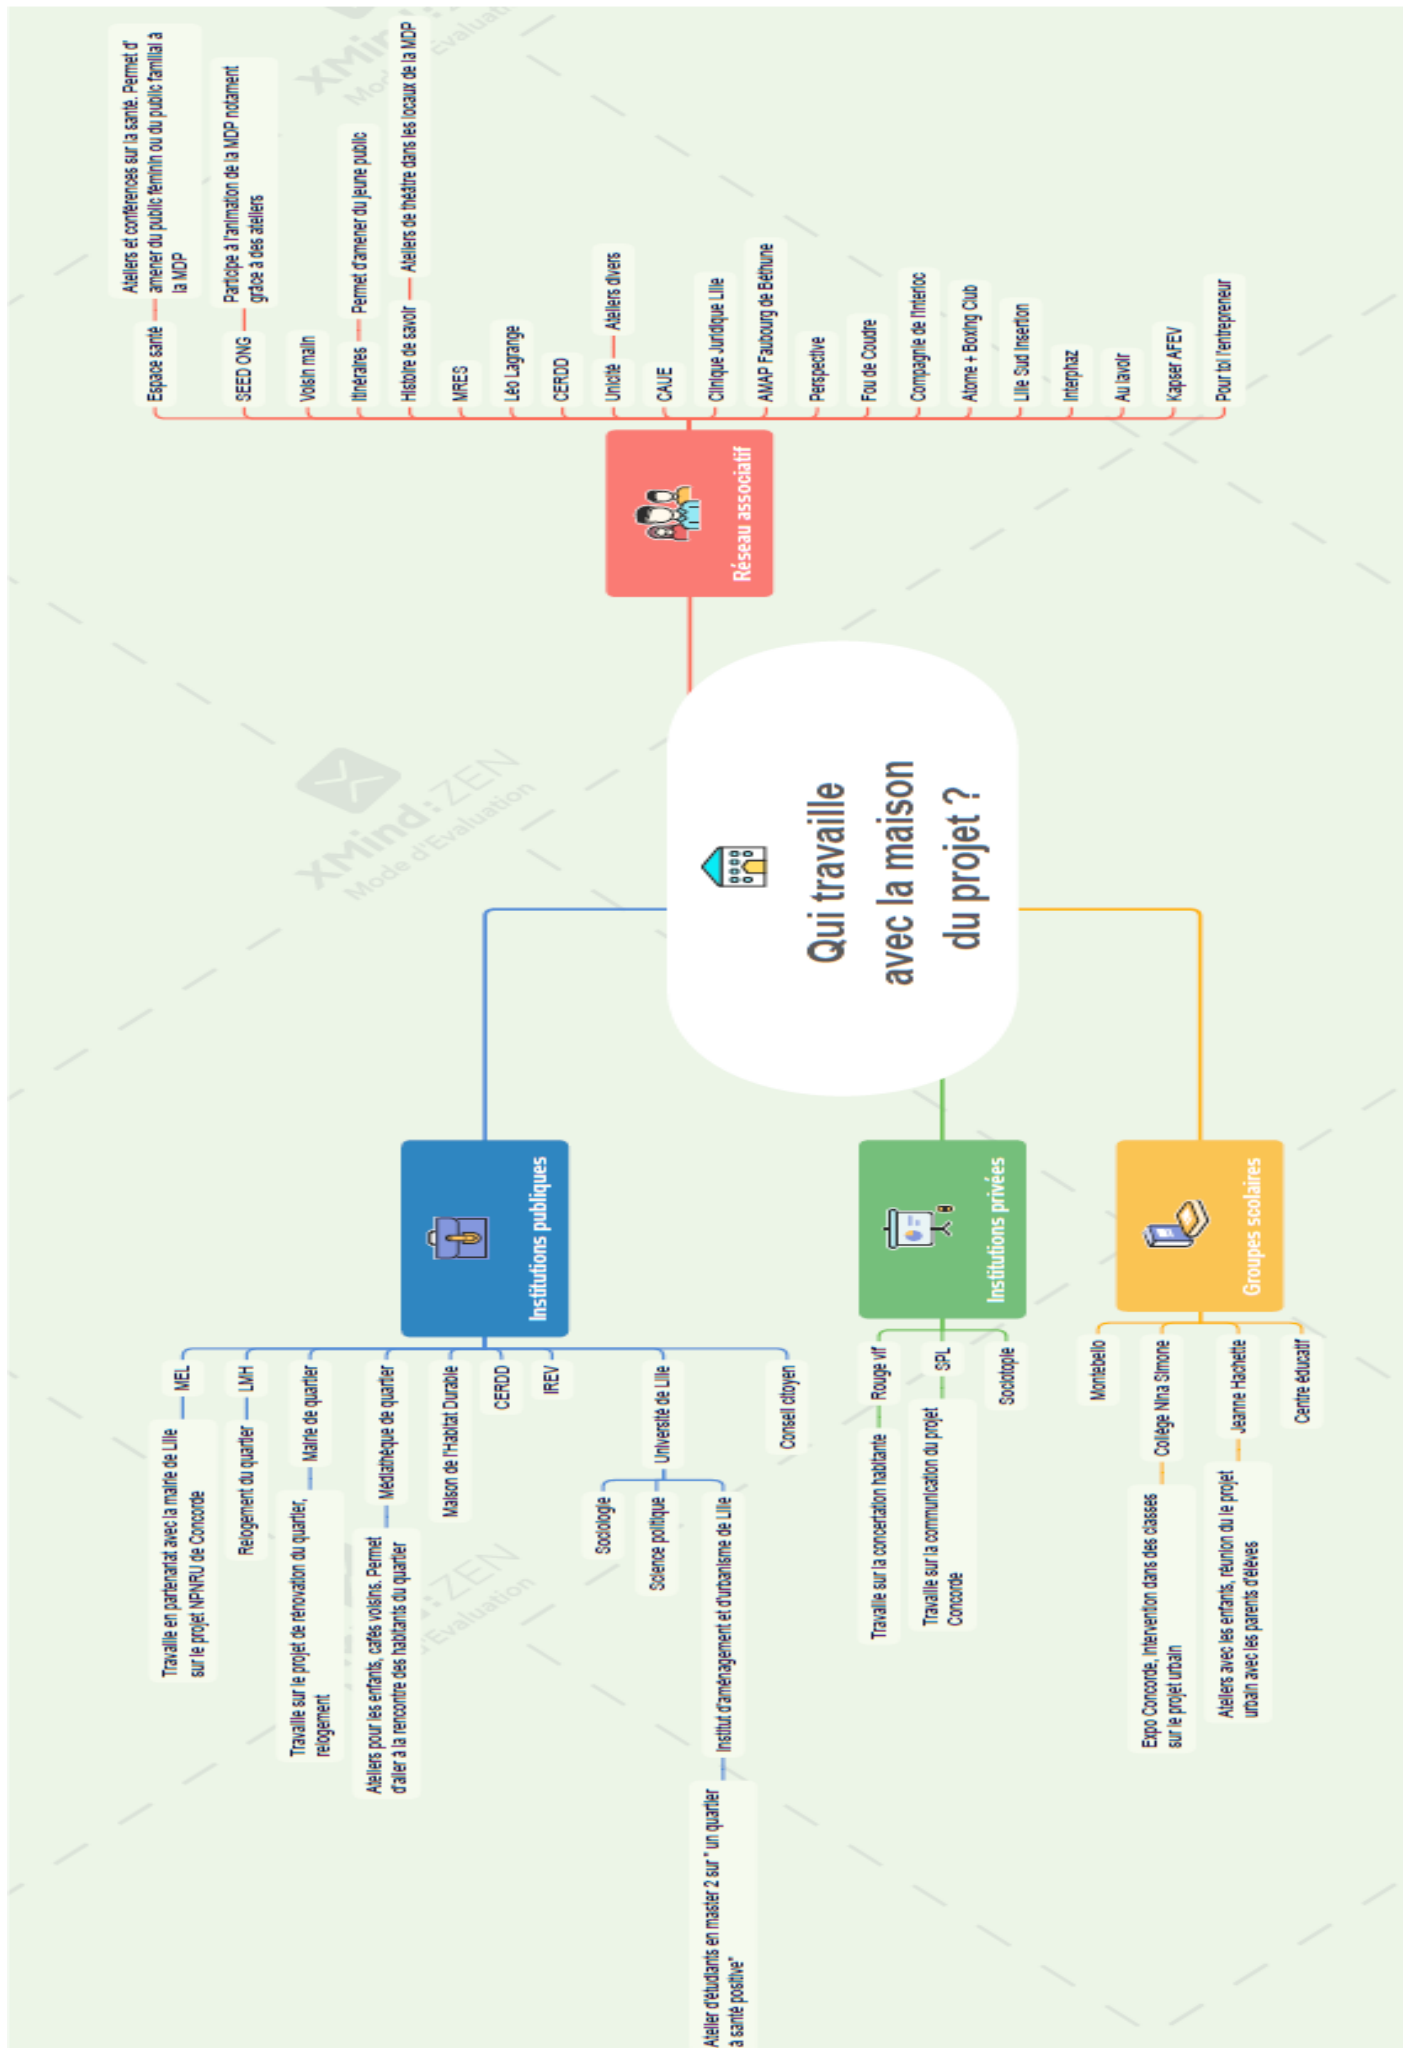 Qui travaille
avec la maison
du projet ?
Réseau associatif
Espace santé
Ateliers et conférences sur la santé. Permet d'
amener du public féminin ou du public familial à
la MDP
SEED ONG
Participe à l'animation de la MDP notament
grâce à des ateliers
Voisin malin
Itinéraires
Permet d'amener du jeune public
Histoire de savoir
Ateliers de théâtre dans les locaux de la MDP
MRES
Léo Lagrange
CERDD
Unicité
Ateliers divers
CAUE
Clinique Juridique Lille
AMAP Faubourg de Béthune
Perspective
Fou de Coudre
Compagnie de l'interloc
Atome + Boxing Club
Lille Sud Insertion
Interphaz
Au lavoir
Kapser AFEV
Pour toi l'entrepreneur
Institutions publiques
MEL
Travaille en partenariat avec la mairie de Lille
sur le projet NPNRU de Concorde
LMH
Relogement du quartier
Mairie de quartier
Travaille sur le projet de rénovation du quartier,
relogement
Médiathèque de quartier
Ateliers pour les enfants, cafés voisins. Permet
d'aller à la rencontre des habitants du quartier
Maison de l'Habitat Durable
CERDD
IREV
Université de Lille
Sociologie
Science politique
Institut d'aménagement et d'urbanisme de Lille
Atelier d'étudiants en master 2 sur " un quartier
à santé positive"
Conseil citoyen
Institutions privées
Rouge vif
Travaille sur la concertation habitante
SPL
Travaille sur la communication du projet
Concorde
Sociotopie
Groupes scolaires
Montebello
Collège Nina Simone
Expo Concorde, intervention dans des classes
sur le projet urbain
Jeanne Hachette
Ateliers avec les enfants, réunion du le projet
urbain avec les parents d'élèves
Centre éducatif
XMind:ZEN
Mode d'Evaluation
XMind
Mode d'Evaluation
:ZEN
d'Evaluation